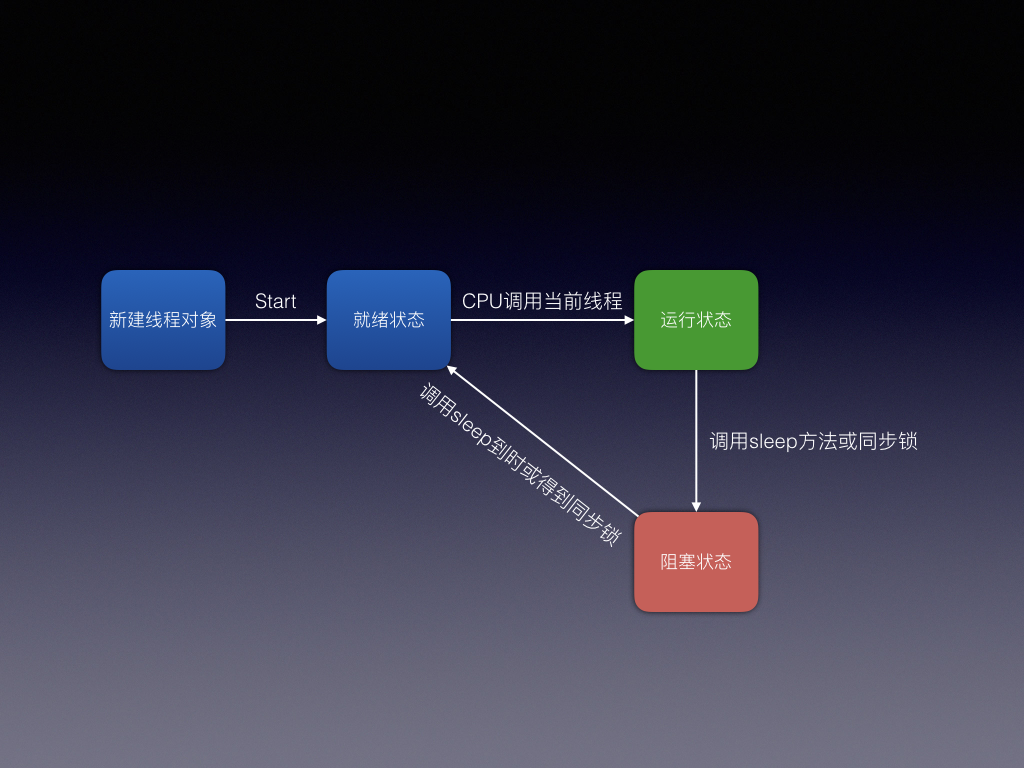 新建线程对象
Start
就绪状态
CPU调用当前线程
运行状态
调用sleep方法或同步锁
调用sleep到时或得到同步锁
阻塞状态